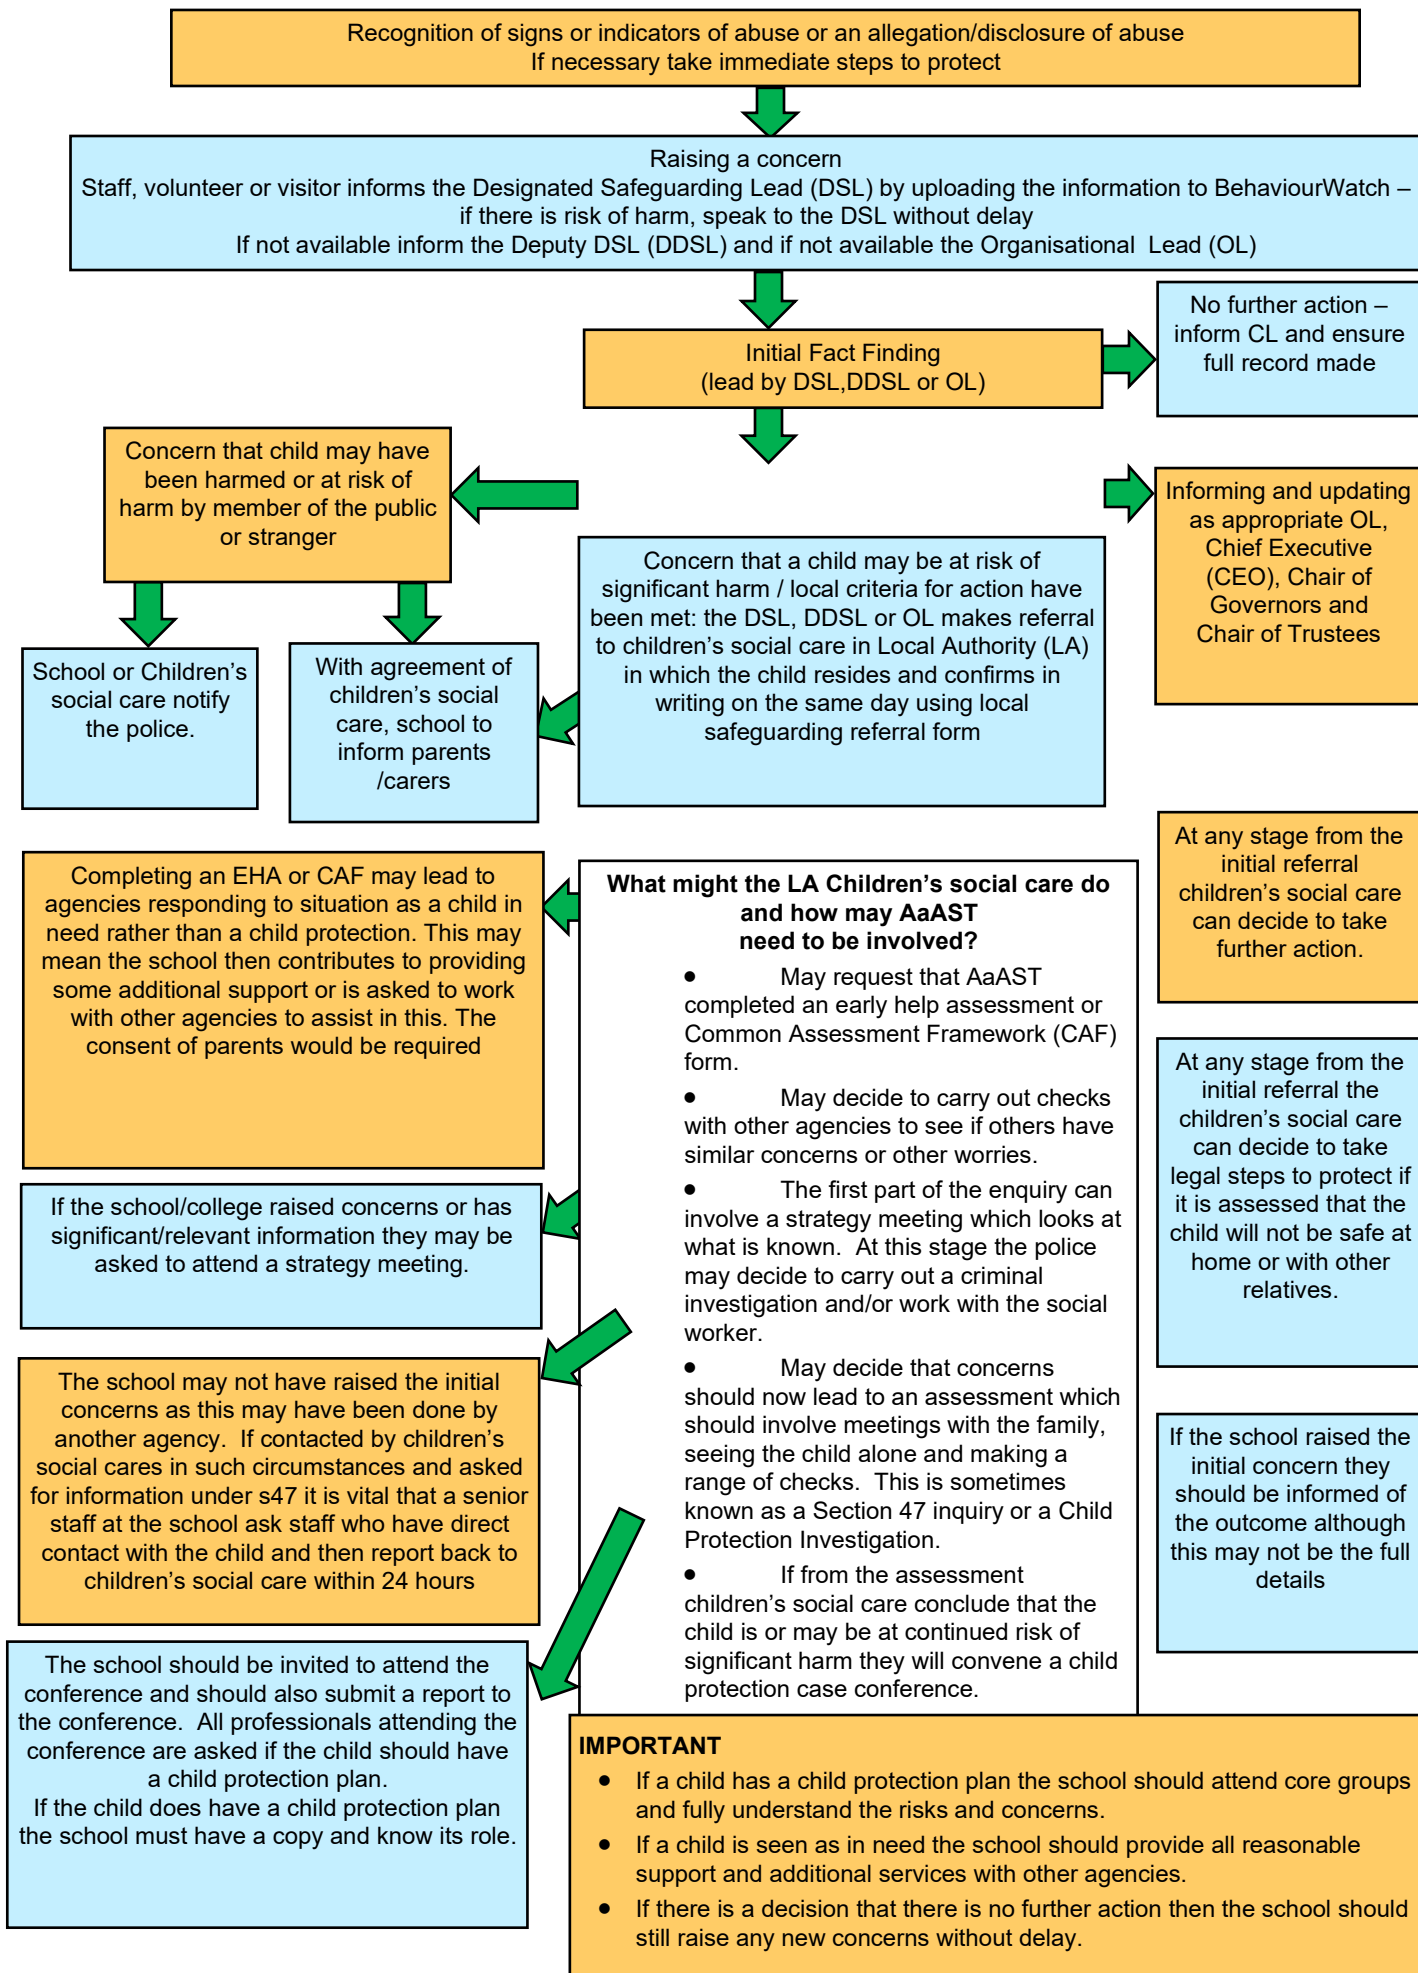 Recognition of signs or indicators of abuse or an allegation/disclosure of abuse
If necessary take immediate steps to protect
Raising a concern
Staff, volunteer or visitor informs the Designated Safeguarding Lead (DSL) by uploading the information to BehaviourWatch –
if there is risk of harm, speak to the DSL without delay
If not available inform the Deputy DSL (DDSL) and if not available the Organisational Lead (OL)
Initial Fact Finding
(lead by DSL,DDSL or OL)
No further action –
inform CL and ensure
full record made
Concern that child may have
been harmed or at risk of
harm by member of the public
or stranger
Informing and updating
as appropriate OL,
Chief Executive
(CEO), Chair of
Governors and
Chair of Trustees
Concern that a child may be at risk of
significant harm / local criteria for action have
been met: the DSL, DDSL or OL makes referral
to children's social care in Local Authority (LA)
in which the child resides and confirms in
writing on the same day using local
safeguarding referral form
School or Children's
social care notify
the police.
With agreement of
children's social
care, school to
inform parents
/carers
Completing an EHA or CAF may lead to
agencies responding to situation as a child in
need rather than a child protection. This may
mean the school then contributes to providing
some additional support or is asked to work
with other agencies to assist in this. The
consent of parents would be required
If the school/college raised concerns or has
significant/relevant information they may be
asked to attend a strategy meeting.
The school may not have raised the initial
concerns as this may have been done by
another agency. If contacted by children's
social cares in such circumstances and asked
for information under s47 it is vital that a senior
staff at the school ask staff who have direct
contact with the child and then report back to
children's social care within 24 hours
The school should be invited to attend the
conference and should also submit a report to
the conference. All professionals attending the
conference are asked if the child should have
a child protection plan.
If the child does have a child protection plan
the school must have a copy and know its role.
What might the LA Children's social care do
and how may AaAST
need to be involved?
• May request that AaAST
completed an early help assessment or
Common Assessment Framework (CAF)
form.
• May decide to carry out checks
with other agencies to see if others have
similar concerns or other worries.
• The first part of the enquiry can
involve a strategy meeting which looks at
what is known. At this stage the police
may decide to carry out a criminal
investigation and/or work with the social
worker.
• May decide that concerns
should now lead to an assessment which
should involve meetings with the family,
seeing the child alone and making a
range of checks. This is sometimes
known as a Section 47 inquiry or a Child
Protection Investigation.
• If from the assessment
children's social care conclude that the
child is or may be at continued risk of
significant harm they will convene a child
protection case conference.
At any stage from the
initial referral
children's social care
can decide to take
further action.
At any stage from the
initial referral the
children's social care
can decide to take
legal steps to protect if
it is assessed that the
child will not be safe at
home or with other
relatives.
If the school raised the
initial concern they
should be informed of
the outcome although
this may not be the full
details
IMPORTANT
• If a child has a child protection plan the school should attend core groups
and fully understand the risks and concerns.
• If a child is seen as in need the school should provide all reasonable
support and additional services with other agencies.
• If there is a decision that there is no further action then the school should
still raise any new concerns without delay.